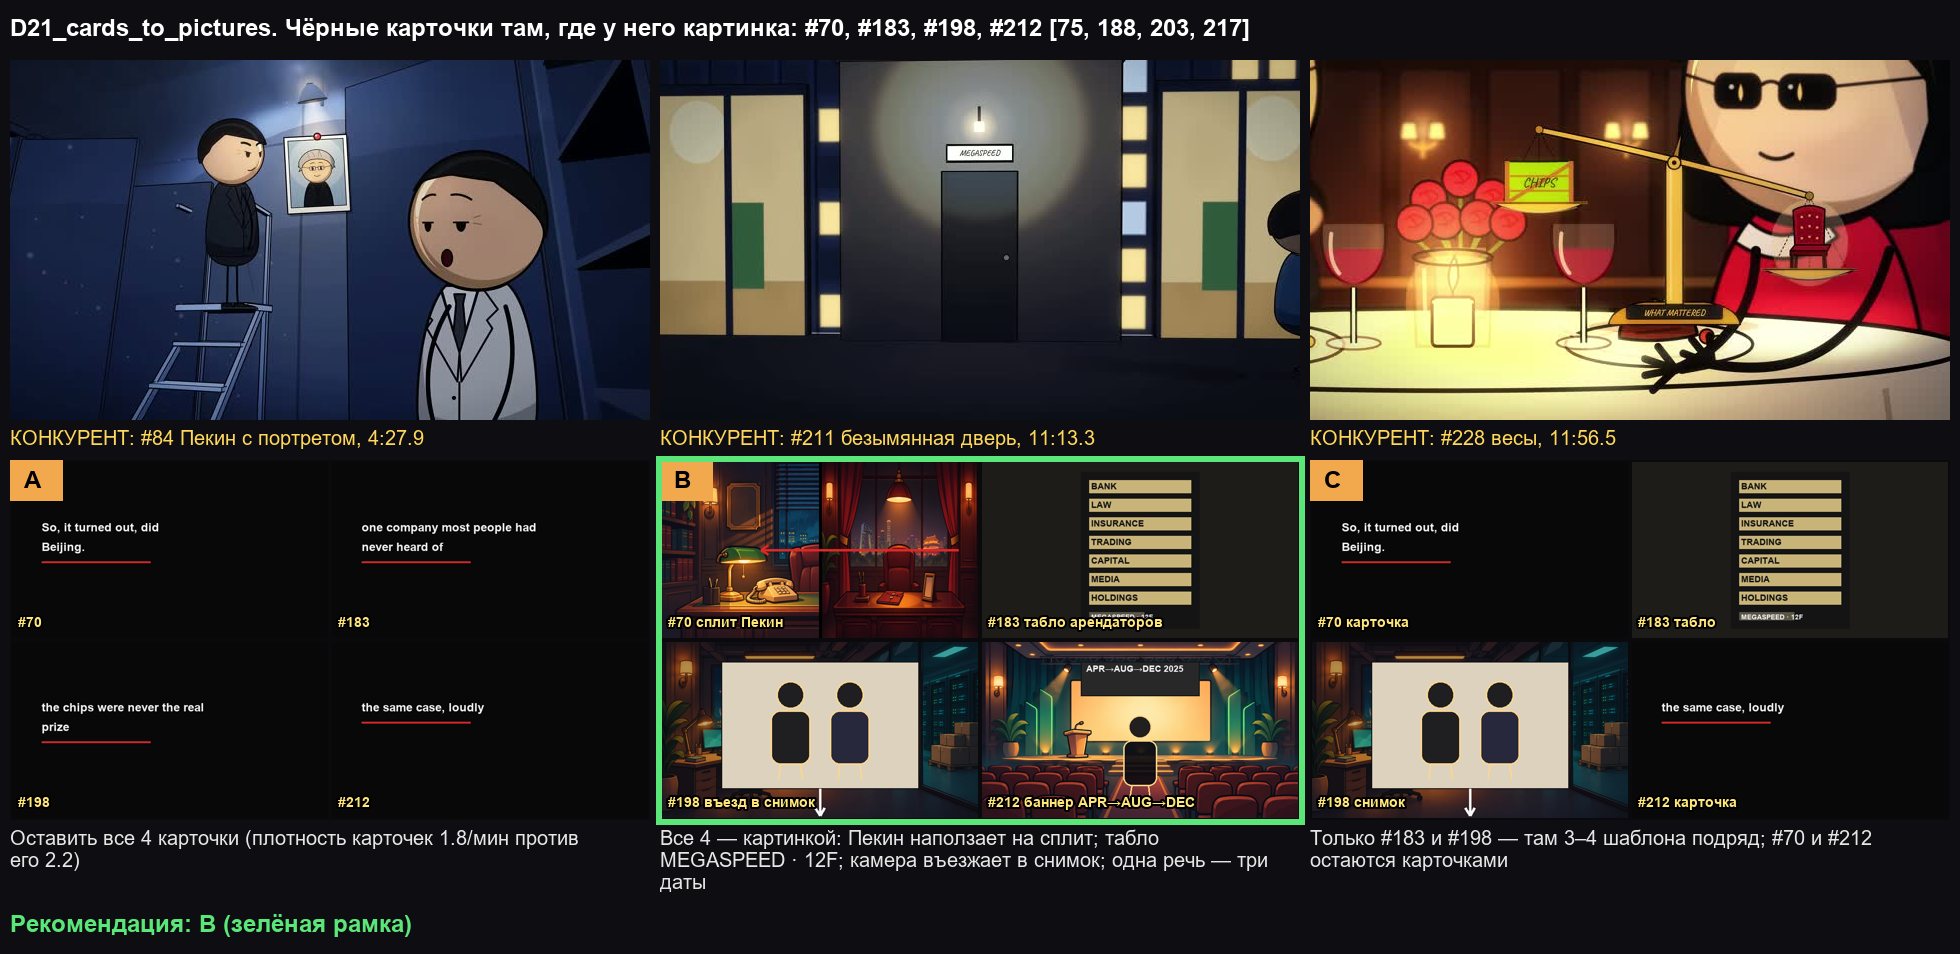 D21_cards_to_pictures. Чёрные карточки там, где у него картинка: #70, #183, #198, #212 [75, 188, 203, 217]
MEGASPEED
CHIPS
WHAT MATTERED
КОНКУРЕНТ: #84 Пекин с портретом, 4:27.9
КОНКУРЕНТ: #211 безымянная дверь, 11:13.3
КОНКУРЕНТ: #228 весы, 11:56.5
A
So, it turned out, did
Beijing.
#70
one company most people had
never heard of
#183
the chips were never the real
prize
#198
the same case, loudly
#212
Оставить все 4 карточки (плотность карточек 1.8/мин против
его 2.2)
B
#70 сплит Пекин
BANK
LAW
INSURANCE
TRADING
CAPITAL
MEDIA
HOLDINGS
MEGASPEED · 12F
#183 табло арендаторов
#198 въезд в снимок
APR→AUG→DEC 2025
#212 баннер APR→AUG→DEC
Все 4 — картинкой: Пекин наползает на сплит; табло
MEGASPEED · 12F; камера въезжает в снимок; одна речь — три
даты
C
So, it turned out, did
Beijing.
#70 карточка
BANK
LAW
INSURANCE
TRADING
CAPITAL
MEDIA
HOLDINGS
MEGASPEED · 12F
#183 табло
#198 снимок
the same case, loudly
#212 карточка
Только #183 и #198 — там 3–4 шаблона подряд; #70 и #212
остаются карточками
Рекомендация: B (зелёная рамка)